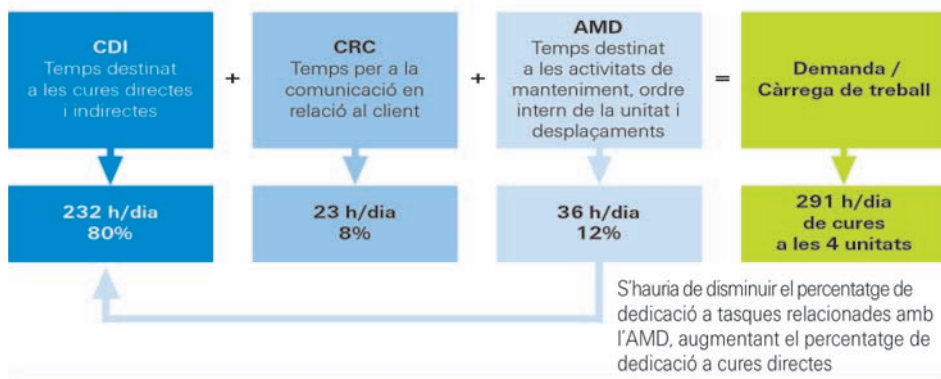 CDI
Temps destinat
a les cures directes
i indirectes
+
CRC
Temps per a la
comunicació en
relació al client
+
AMD
Temps destinat
a les activitats de
manteniment, ordre
intern de la unitat i
desplaçaments
=
Demanda /
Càrrega de treball
232 h/dia
80%
23 h/dia
8%
36 h/dia
12%
291 h/dia
de cures
a les 4 unitats
S'hauria de disminuir el percentatge de
dedicació a tasques relacionades amb
l'AMD, augmentant el percentatge de
dedicació a cures directes